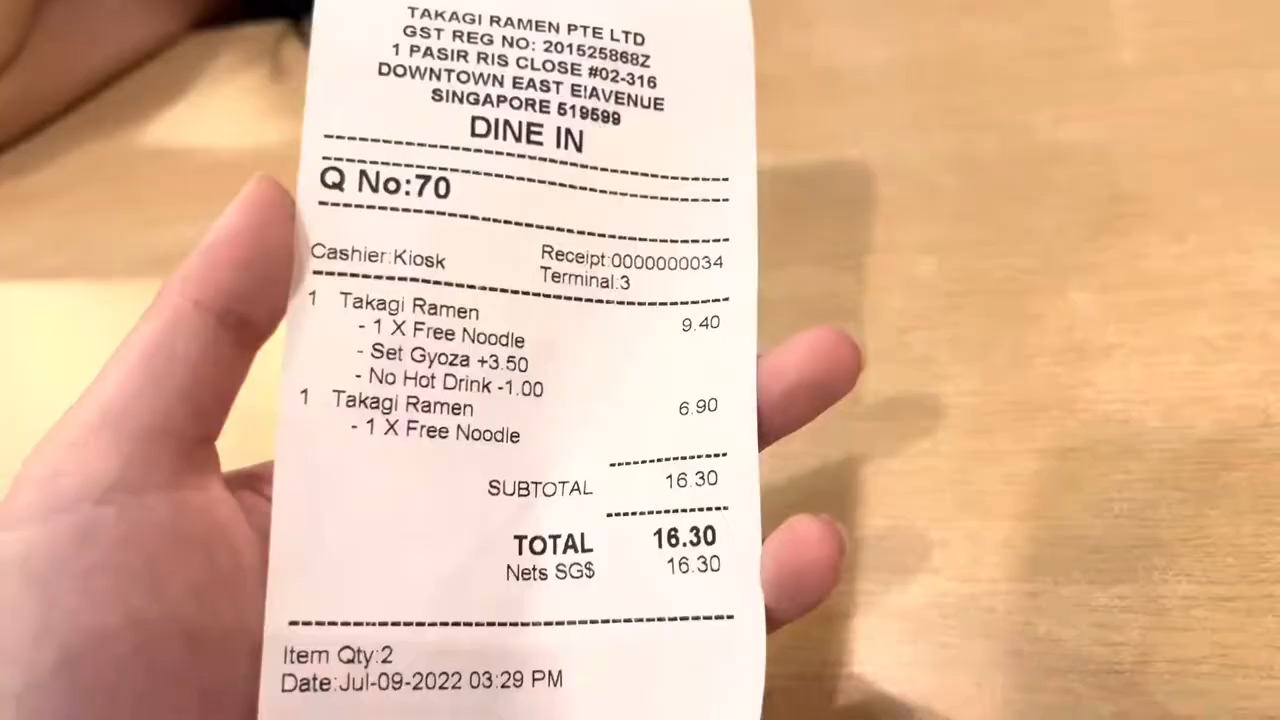 TAKAGI RAMEN PTE LTD
GST REG NO: 201525868Z
1 PASIR RIS CLOSE #02-316
DOWNTOWN EAST E!AVENUE
SINGAPORE 519599
DINE IN
Q No:70
Cashier:Kiosk Receipt:0000000034
Terminal:3
1 Takagi Ramen 9.40
- 1 X Free Noodle
- Set Gyoza +3.50
- No Hot Drink -1.00
1 Takagi Ramen 6.90
- 1 X Free Noodle
SUBTOTAL 16.30
TOTAL 16.30
Nets SG$ 16.30
Item Qty:2
Date:Jul-09-2022 03:29 PM